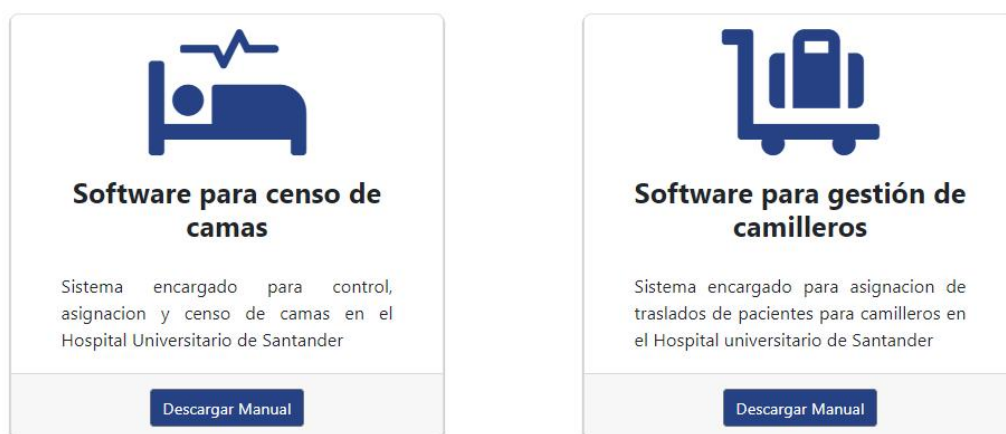 Software para censo de
camas
Sistema encargado para control,
asignacion y censo de camas en el
Hospital Universitario de Santander
Descargar Manual
Software para gestión de
camilleros
Sistema encargado para asignacion de
traslados de pacientes para camilleros en
el Hospital universitario de Santander
Descargar Manual